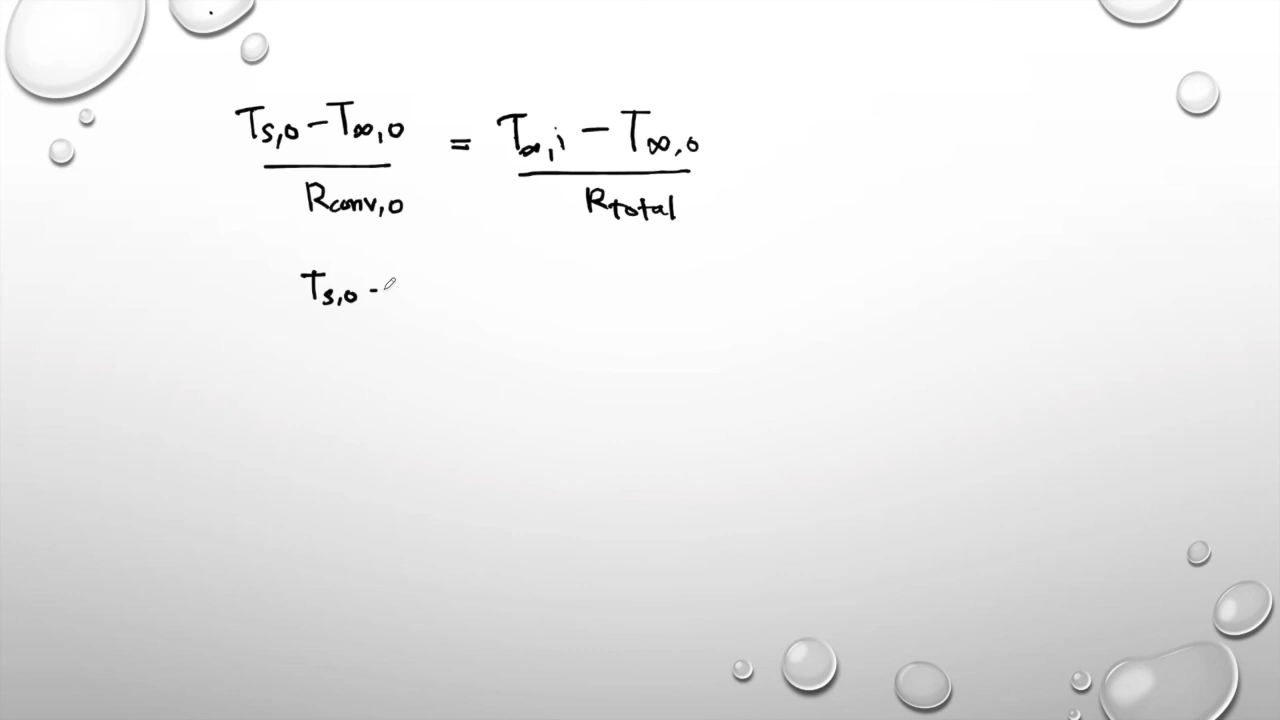 Ts,o − T∞,o = T∞,i − T∞,o
Rconv,o Rtotal
Ts,o -